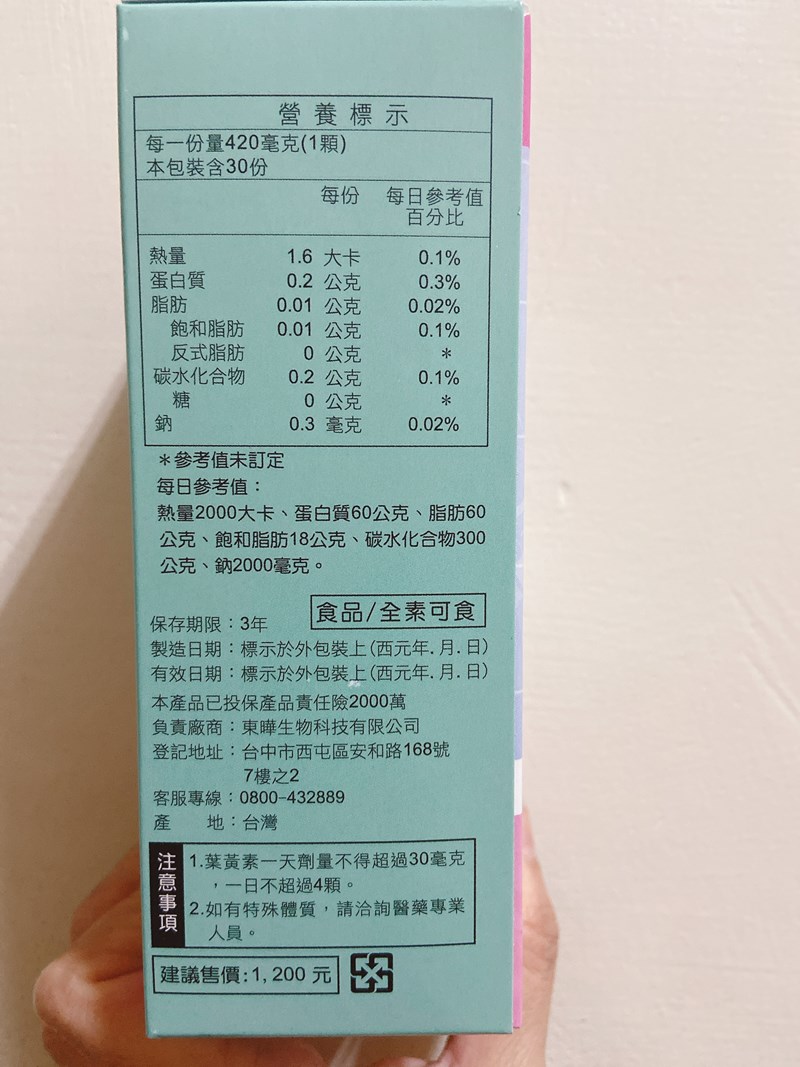 營養標示
每一份量420毫克(1顆)
本包裝含30份
每份 每日參考值
百分比
熱量 1.6 大卡 0.1%
蛋白質 0.2 公克 0.3%
脂肪 0.01 公克 0.02%
飽和脂肪 0.01 公克 0.1%
反式脂肪 0 公克 *
碳水化合物 0.2 公克 0.1%
糖 0 公克 *
鈉 0.3 毫克 0.02%
*參考值未訂定
每日參考值：
熱量2000大卡、蛋白質60公克、脂肪60
公克、飽和脂肪18公克、碳水化合物300
公克、鈉2000毫克。
食品/全素可食
保存期限：3年
製造日期：標示於外包裝上(西元年.月.日)
有效日期：標示於外包裝上(西元年.月.日)
本產品已投保產品責任險2000萬
負責廠商：東曄生物科技有限公司
登記地址：台中市西屯區安和路168號
7樓之2
客服專線：0800-432889
產 地：台灣
注意事項
1.葉黃素一天劑量不得超過30毫克
，一日不超過4顆。
2.如有特殊體質，請洽詢醫藥專業
人員。
建議售價:1,200元